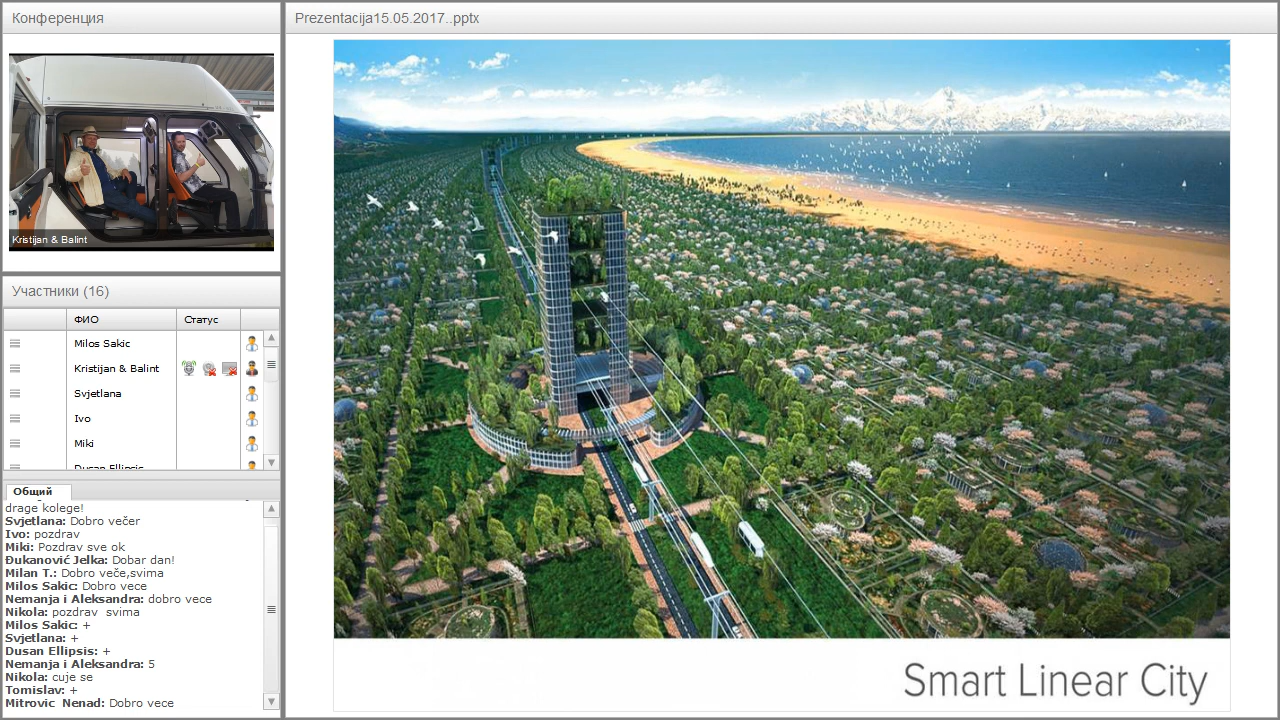 Конференция
Kristijan & Balint
Участники (16)
ФИО Статус
Milos Sakic
Kristijan & Balint
Svjetlana
Ivo
Miki
Dusan Ellipsis
Общий
drage kolege!
Svjetlana: Dobro večer
Ivo: pozdrav
Miki: Pozdrav sve ok
Đukanović Jelka: Dobar dan!
Milan T.: Dobro veče,svima
Milos Sakic: Dobro vece
Nemanja i Aleksandra: dobro vece
Nikola: pozdrav svima
Milos Sakic: +
Svjetlana: +
Dusan Ellipsis: +
Nemanja i Aleksandra: 5
Nikola: cuje se
Tomislav: +
Mitrovic Nenad: Dobro vece
Prezentacija15.05.2017..pptx
Smart Linear City